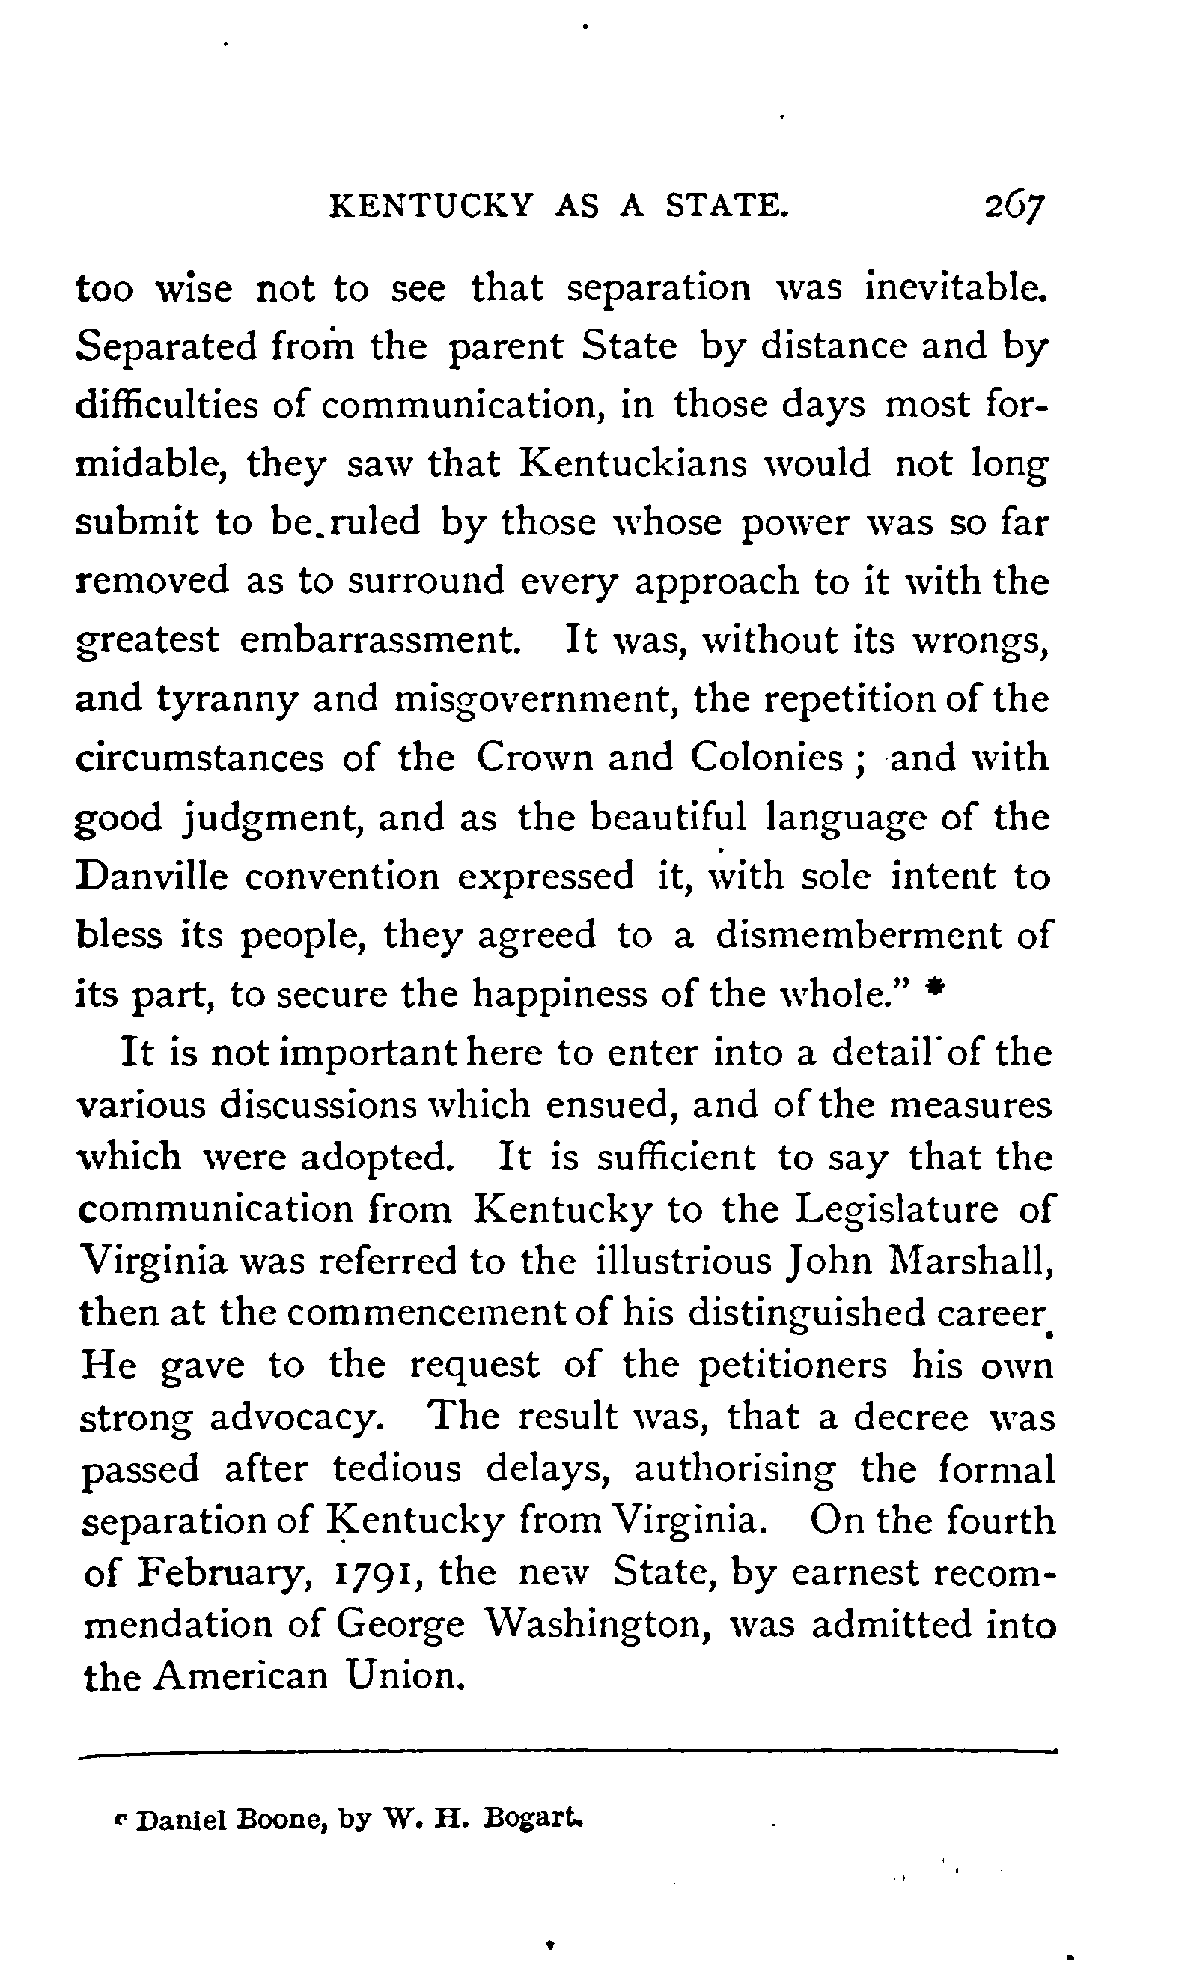 KENTUCKY AS A STATE. 267
too wise not to see that separation was inevitable.
Separated from the parent State by distance and by
difficulties of communication, in those days most for-
midable, they saw that Kentuckians would not long
submit to be ruled by those whose power was so far
removed as to surround every approach to it with the
greatest embarrassment. It was, without its wrongs,
and tyranny and misgovernment, the repetition of the
circumstances of the Crown and Colonies ; and with
good judgment, and as the beautiful language of the
Danville convention expressed it, with sole intent to
bless its people, they agreed to a dismemberment of
its part, to secure the happiness of the whole." *
It is not important here to enter into a detail of the
various discussions which ensued, and of the measures
which were adopted. It is sufficient to say that the
communication from Kentucky to the Legislature of
Virginia was referred to the illustrious John Marshall,
then at the commencement of his distinguished career.
He gave to the request of the petitioners his own
strong advocacy. The result was, that a decree was
passed after tedious delays, authorising the formal
separation of Kentucky from Virginia. On the fourth
of February, 1791, the new State, by earnest recom-
mendation of George Washington, was admitted into
the American Union.
* Daniel Boone, by W. H. Bogart.